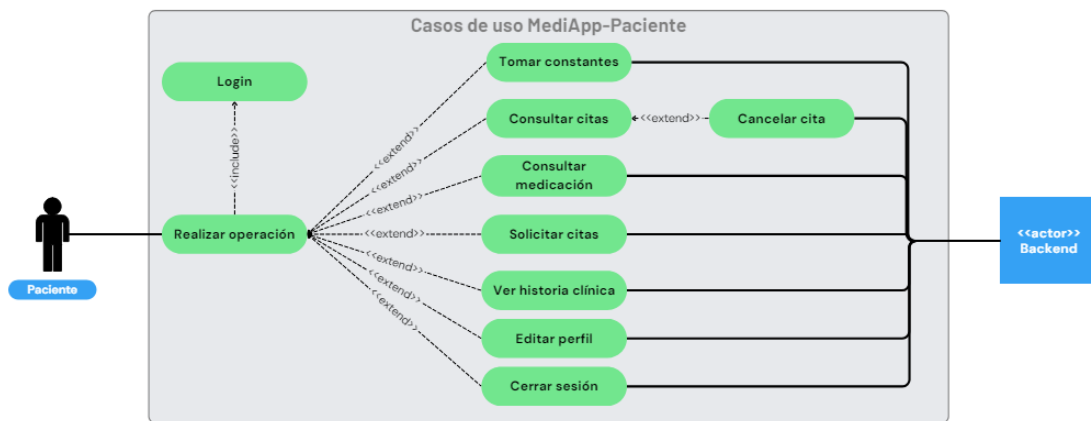 Casos de uso MediApp-Paciente
Tomar constantes
Login
<<extend>>
Consultar citas
<<extend>>
Cancelar cita
<<include>>
<<extend>>
Consultar
medicación
<<extend>>
Realizar operación
<<extend>>
Solicitar citas
<<actor>>
Backend
<<extend>>
Paciente
Ver historia clínica
<<extend>>
Editar perfil
<<extend>>
Cerrar sesión